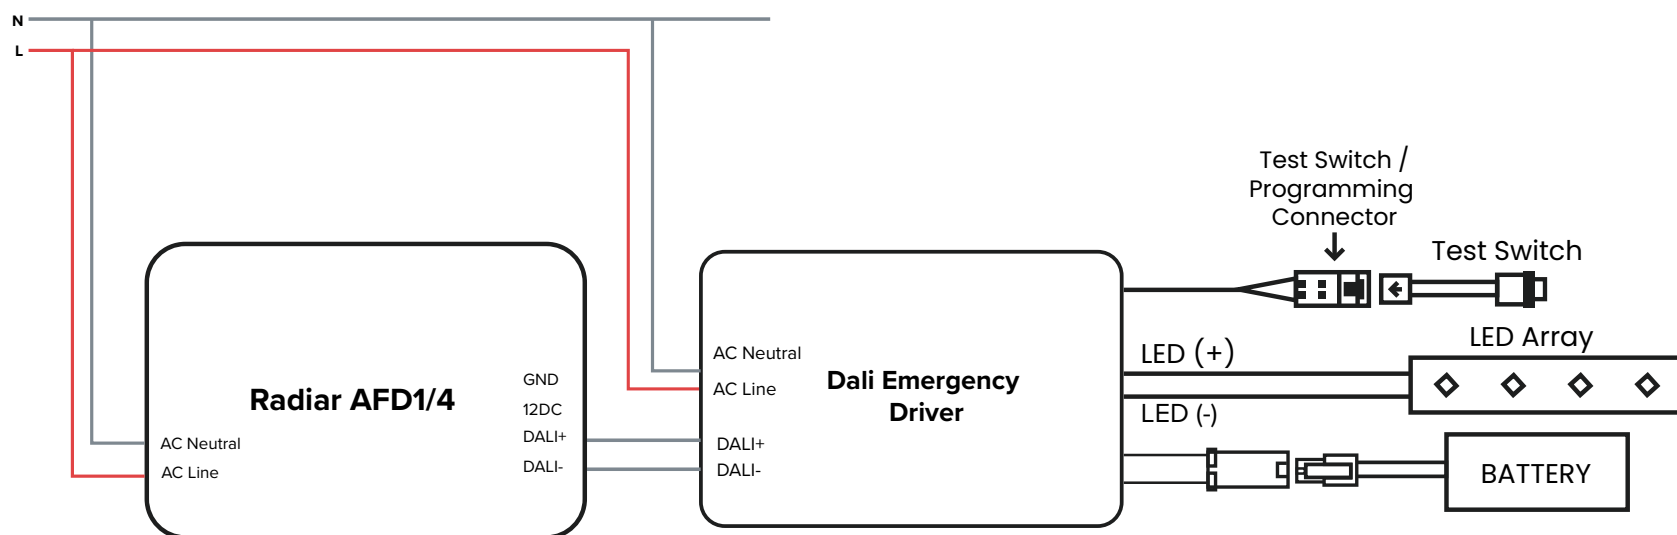 N
L
Test Switch /
Programming
Connector
Test Switch
LED Array
LED (+)
LED (-)
BATTERY
Radiar AFD1/4
GND
12DC
DALI+
DALI-
AC Neutral
AC Line
AC Neutral
AC Line
DALI+
DALI-
Dali Emergency
Driver